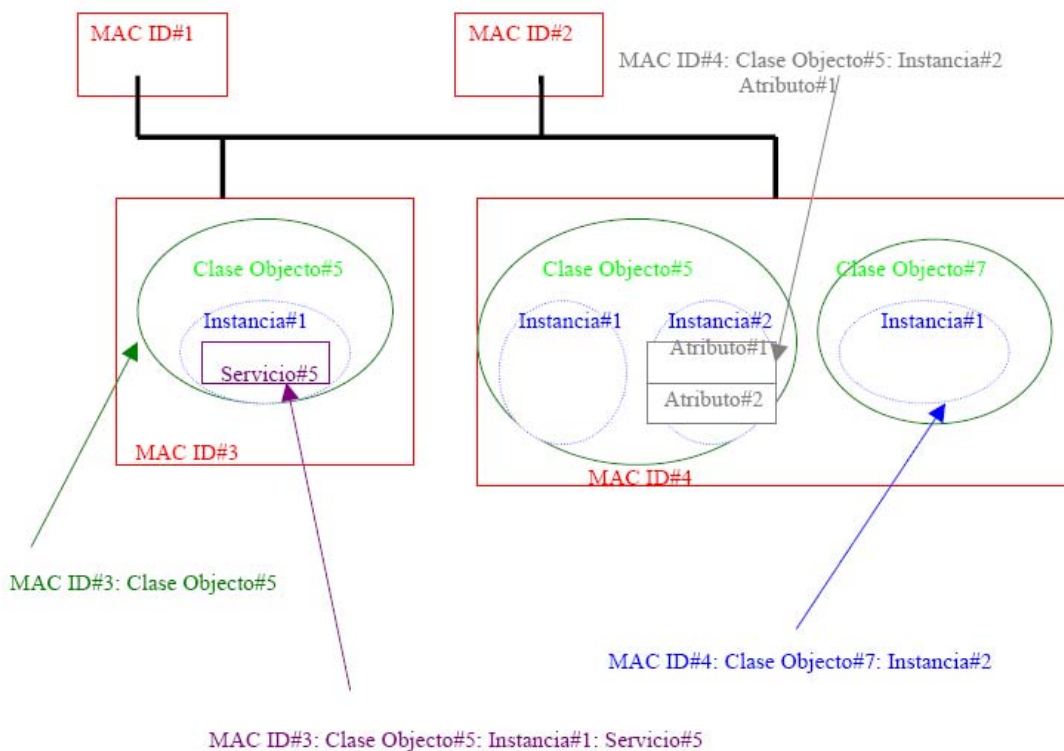 MAC ID#1
MAC ID#2
MAC ID#4: Clase Objecto#5: Instancia#2
Atributo#1
Clase Objecto#5
Clase Objecto#5
Clase Objecto#7
Instancia#1
Instancia#1
Instancia#2
Instancia#1
Atributo#1
Servicio#5
Atributo#2
MAC ID#3
MAC ID#4
MAC ID#3: Clase Objecto#5
MAC ID#4: Clase Objecto#7: Instancia#2
MAC ID#3: Clase Objecto#5: Instancia#1: Servicio#5